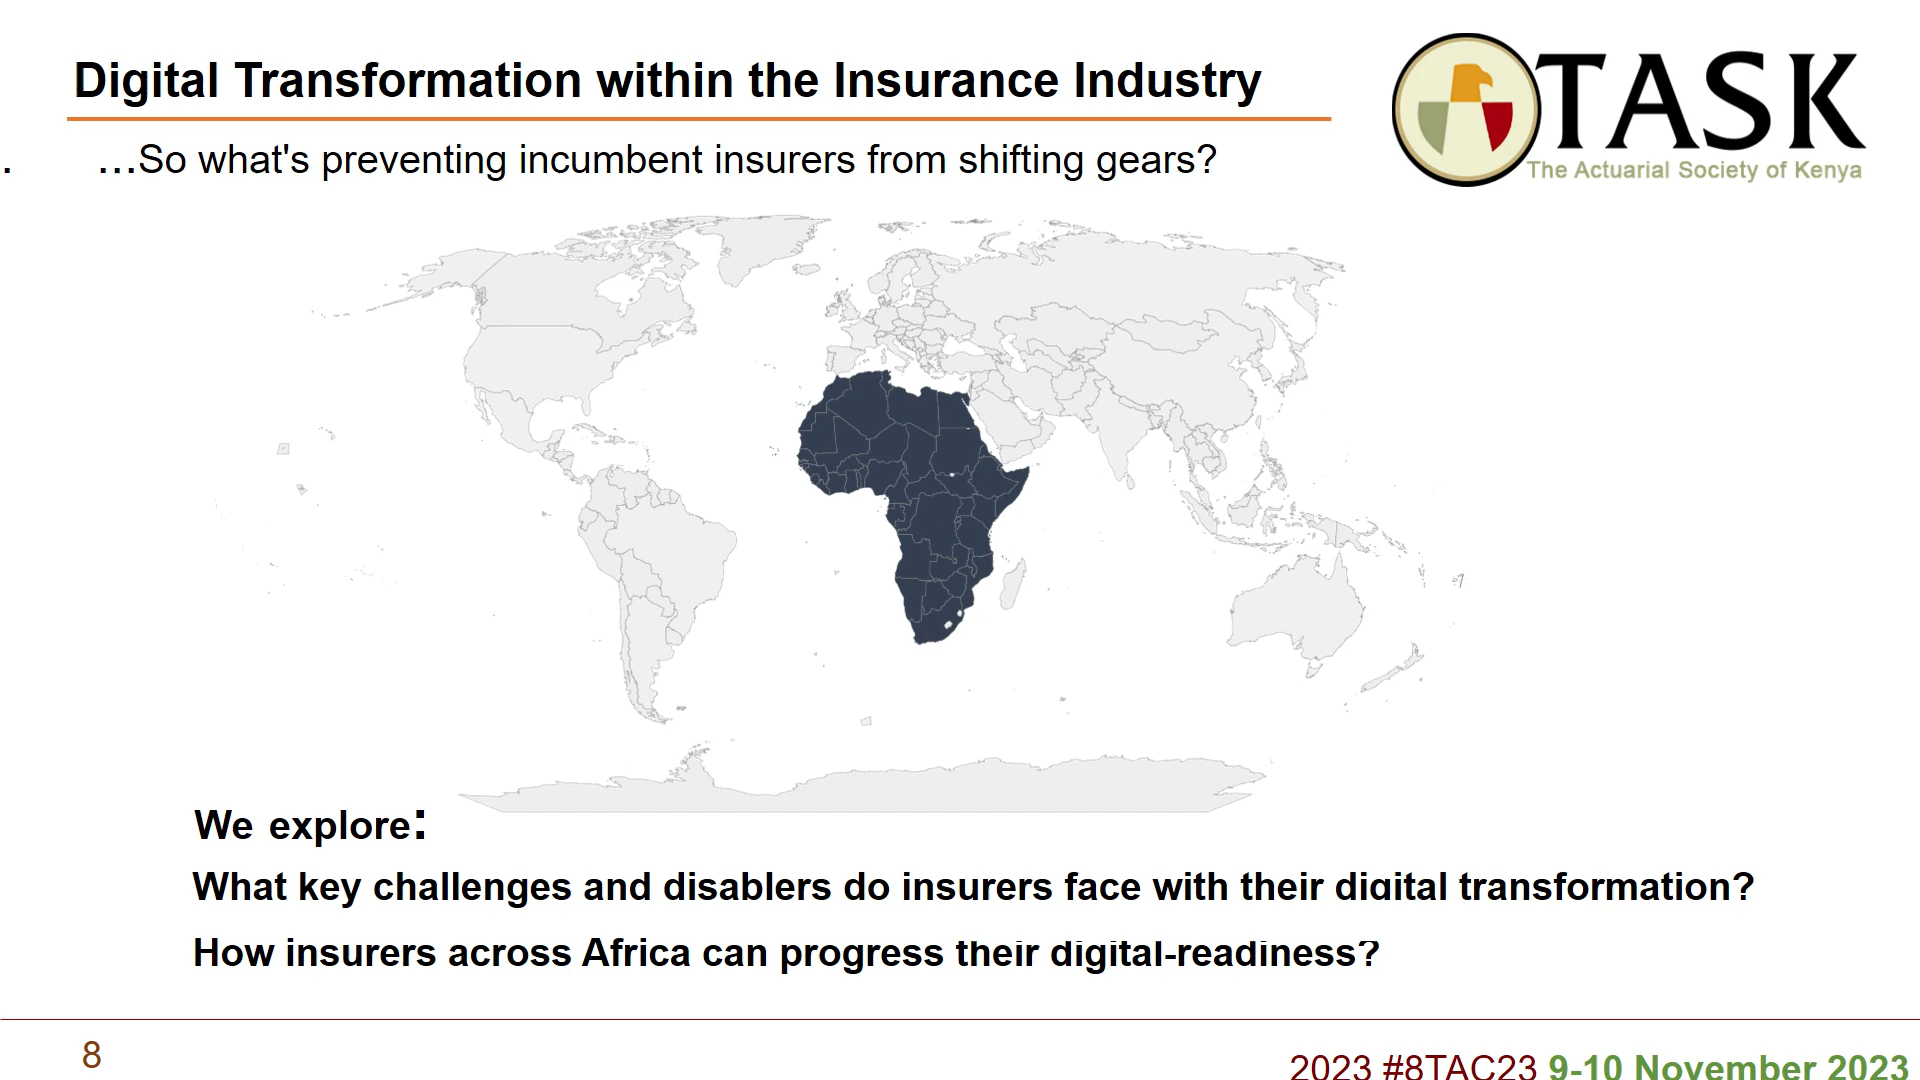 Digital Transformation within the Insurance Industry
. ...So what's preventing incumbent insurers from shifting gears?
TASK
The Actuarial Society of Kenya
We explore:
What key challenges and disablers do insurers face with their digital transformation?
How insurers across Africa can progress their digital-readiness?
8
2023 #8TAC23 9-10 November 2023